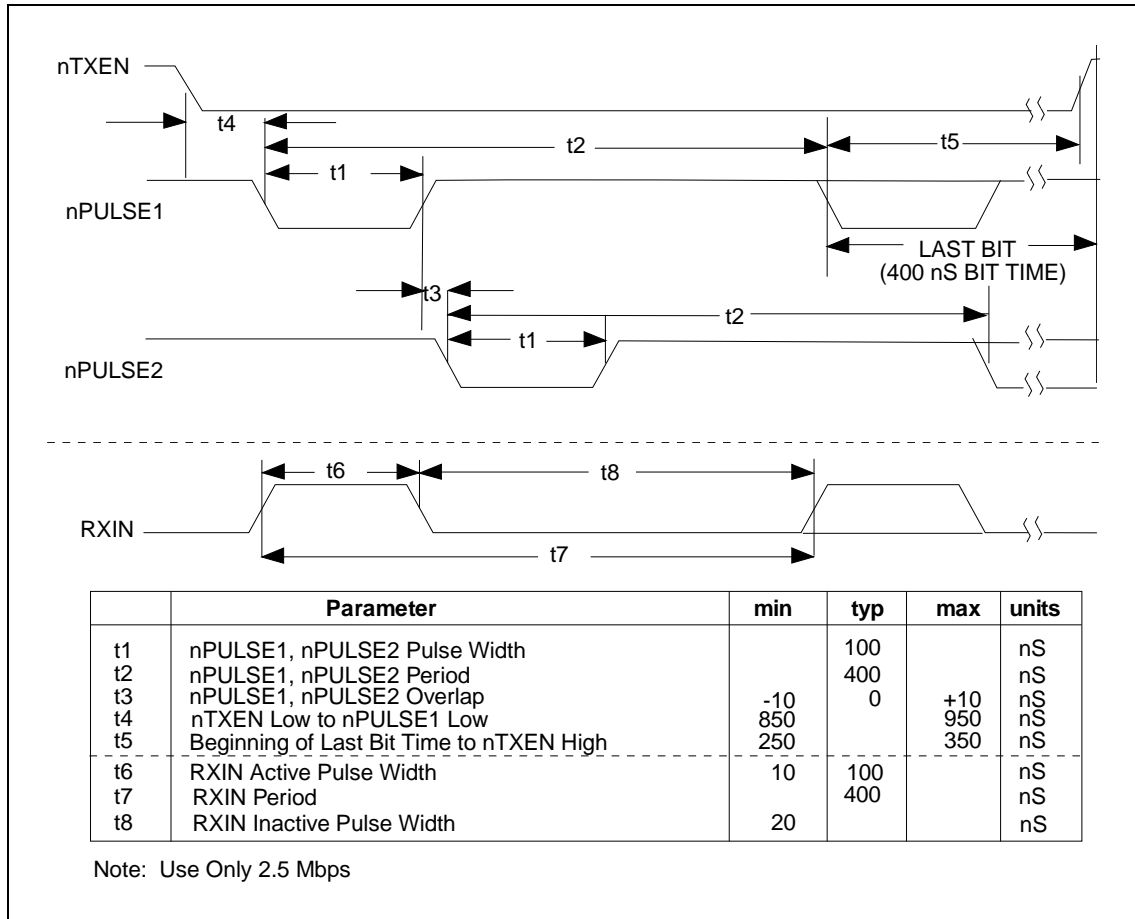 nTXEN
t4
t2
t5
t1
nPULSE1
LAST BIT
(400 nS BIT TIME)
t3
t2
t1
nPULSE2
t6
t8
RXIN
t7
Parameter min typ max units
t1 nPULSE1, nPULSE2 Pulse Width 100 nS
t2 nPULSE1, nPULSE2 Period 400 nS
t3 nPULSE1, nPULSE2 Overlap -10 0 +10 nS
t4 nTXEN Low to nPULSE1 Low 850 950 nS
t5 Beginning of Last Bit Time to nTXEN High 250 350 nS
t6 RXIN Active Pulse Width 10 100 nS
t7 RXIN Period 400 nS
t8 RXIN Inactive Pulse Width 20 nS
Note: Use Only 2.5 Mbps